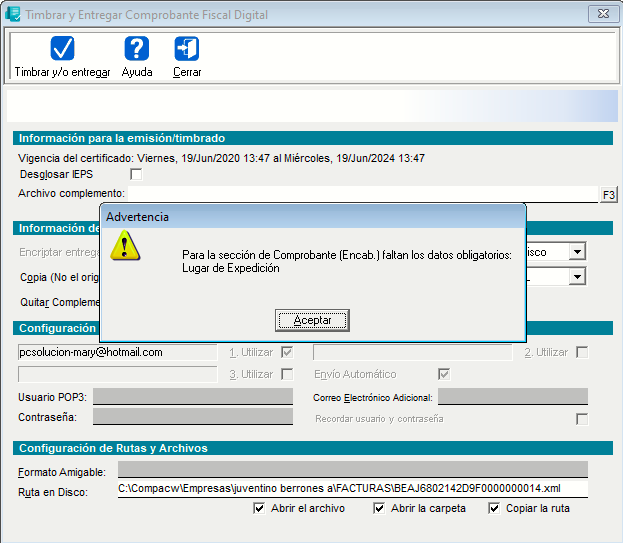 Timbrar y Entregar Comprobante Fiscal Digital
Timbrar y/o entregar Ayuda Cerrar
Información para la emisión/timbrado
Vigencia del certificado: Viernes, 19/Jun/2020 13:47 al Miércoles, 19/Jun/2024 13:47
Desglosar IEPS
Archivo complemento: F3
Advertencia
Para la sección de Comprobante (Encab.) faltan los datos obligatorios:
Lugar de Expedición
Aceptar
Información de
Encriptar entrega isco
Copia (No el orig
Quitar Compleme
Configuración
pcsolucion-mary@hotmail.com 1. Utilizar 2. Utilizar
3. Utilizar Envío Automático
Usuario POP3: Correo Electrónico Adicional:
Contraseña: Recordar usuario y contraseña
Configuración de Rutas y Archivos
Formato Amigable:
Ruta en Disco: C:\Compacw\Empresas\juventino berrones a\FACTURAS\BEAJ6802142D9F0000000014.xml
Abrir el archivo Abrir la carpeta Copiar la ruta